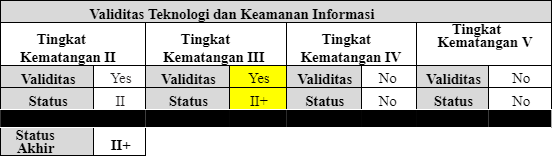 Validitas Teknologi dan Keamanan Informasi
Tingkat Kematangan II
Tingkat Kematangan III
Tingkat Kematangan IV
Tingkat Kematangan V
Validitas Yes Validitas Yes Validitas No Validitas No
Status II Status II+ Status No Status No
Status Akhir II+